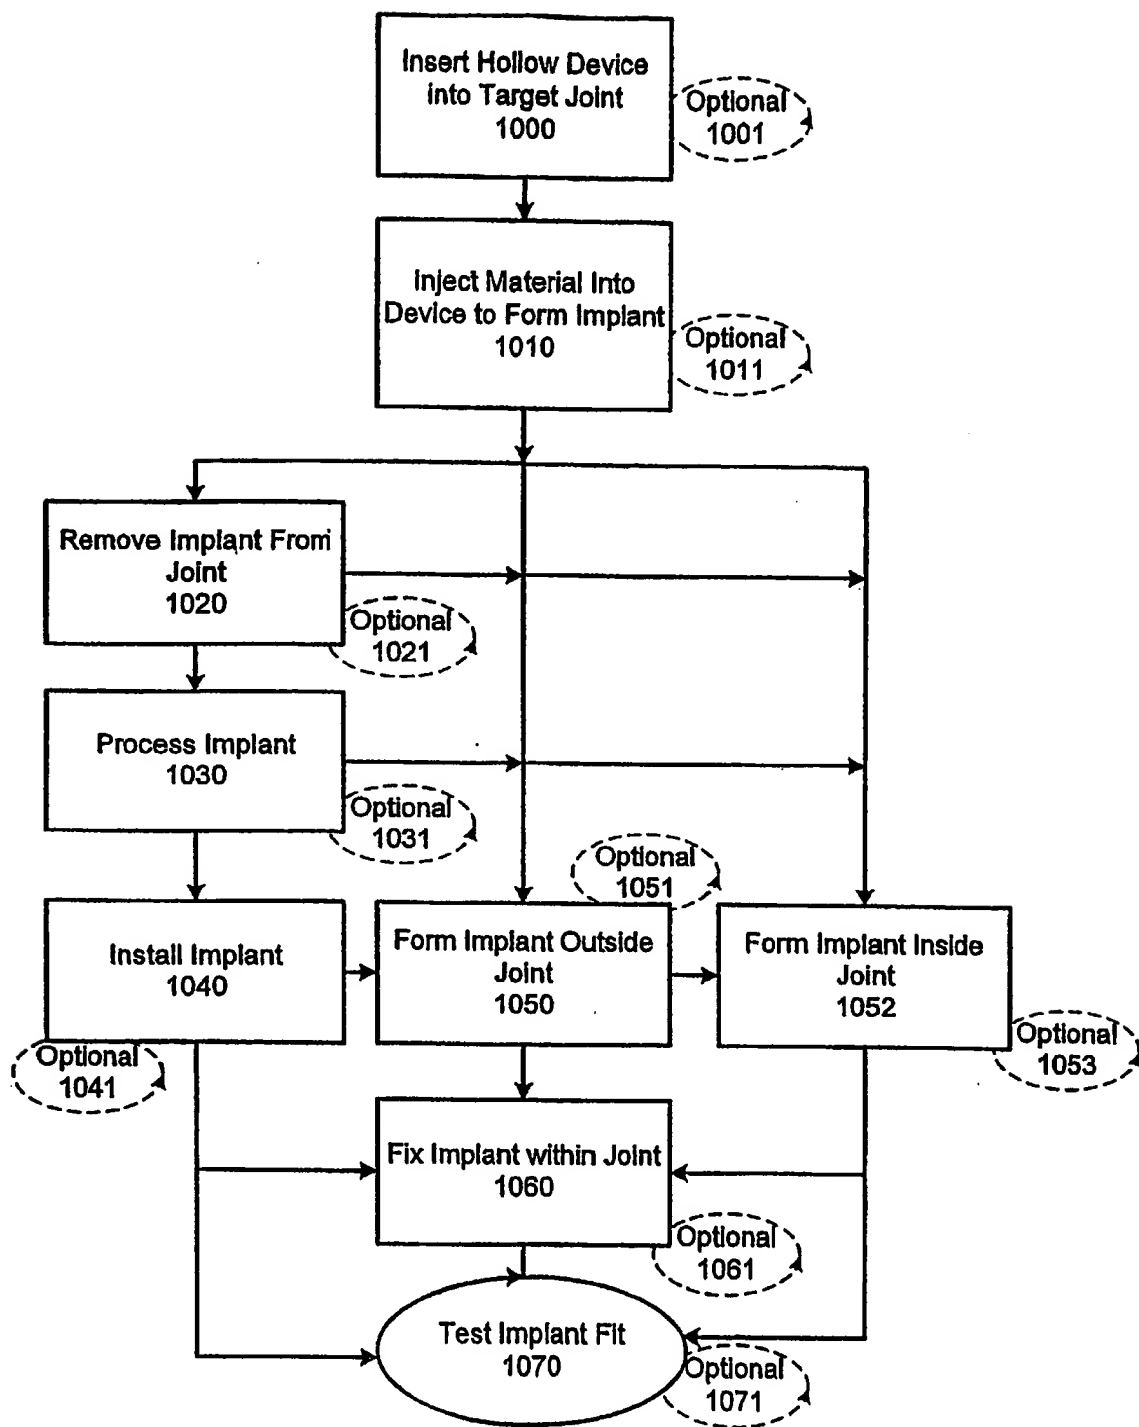 Insert Hollow Device
into Target Joint
1000
Optional
1001
Inject Material Into
Device to Form Implant
1010
Optional
1011
Remove Implant From
Joint
1020
Optional
1021
Process Implant
1030
Optional
1031
Optional
1051
Install Implant
1040
Optional
1041
Form Implant Outside
Joint
1050
Form Implant Inside
Joint
1052
Optional
1053
Fix Implant within Joint
1060
Optional
1061
Test Implant Fit
1070
Optional
1071